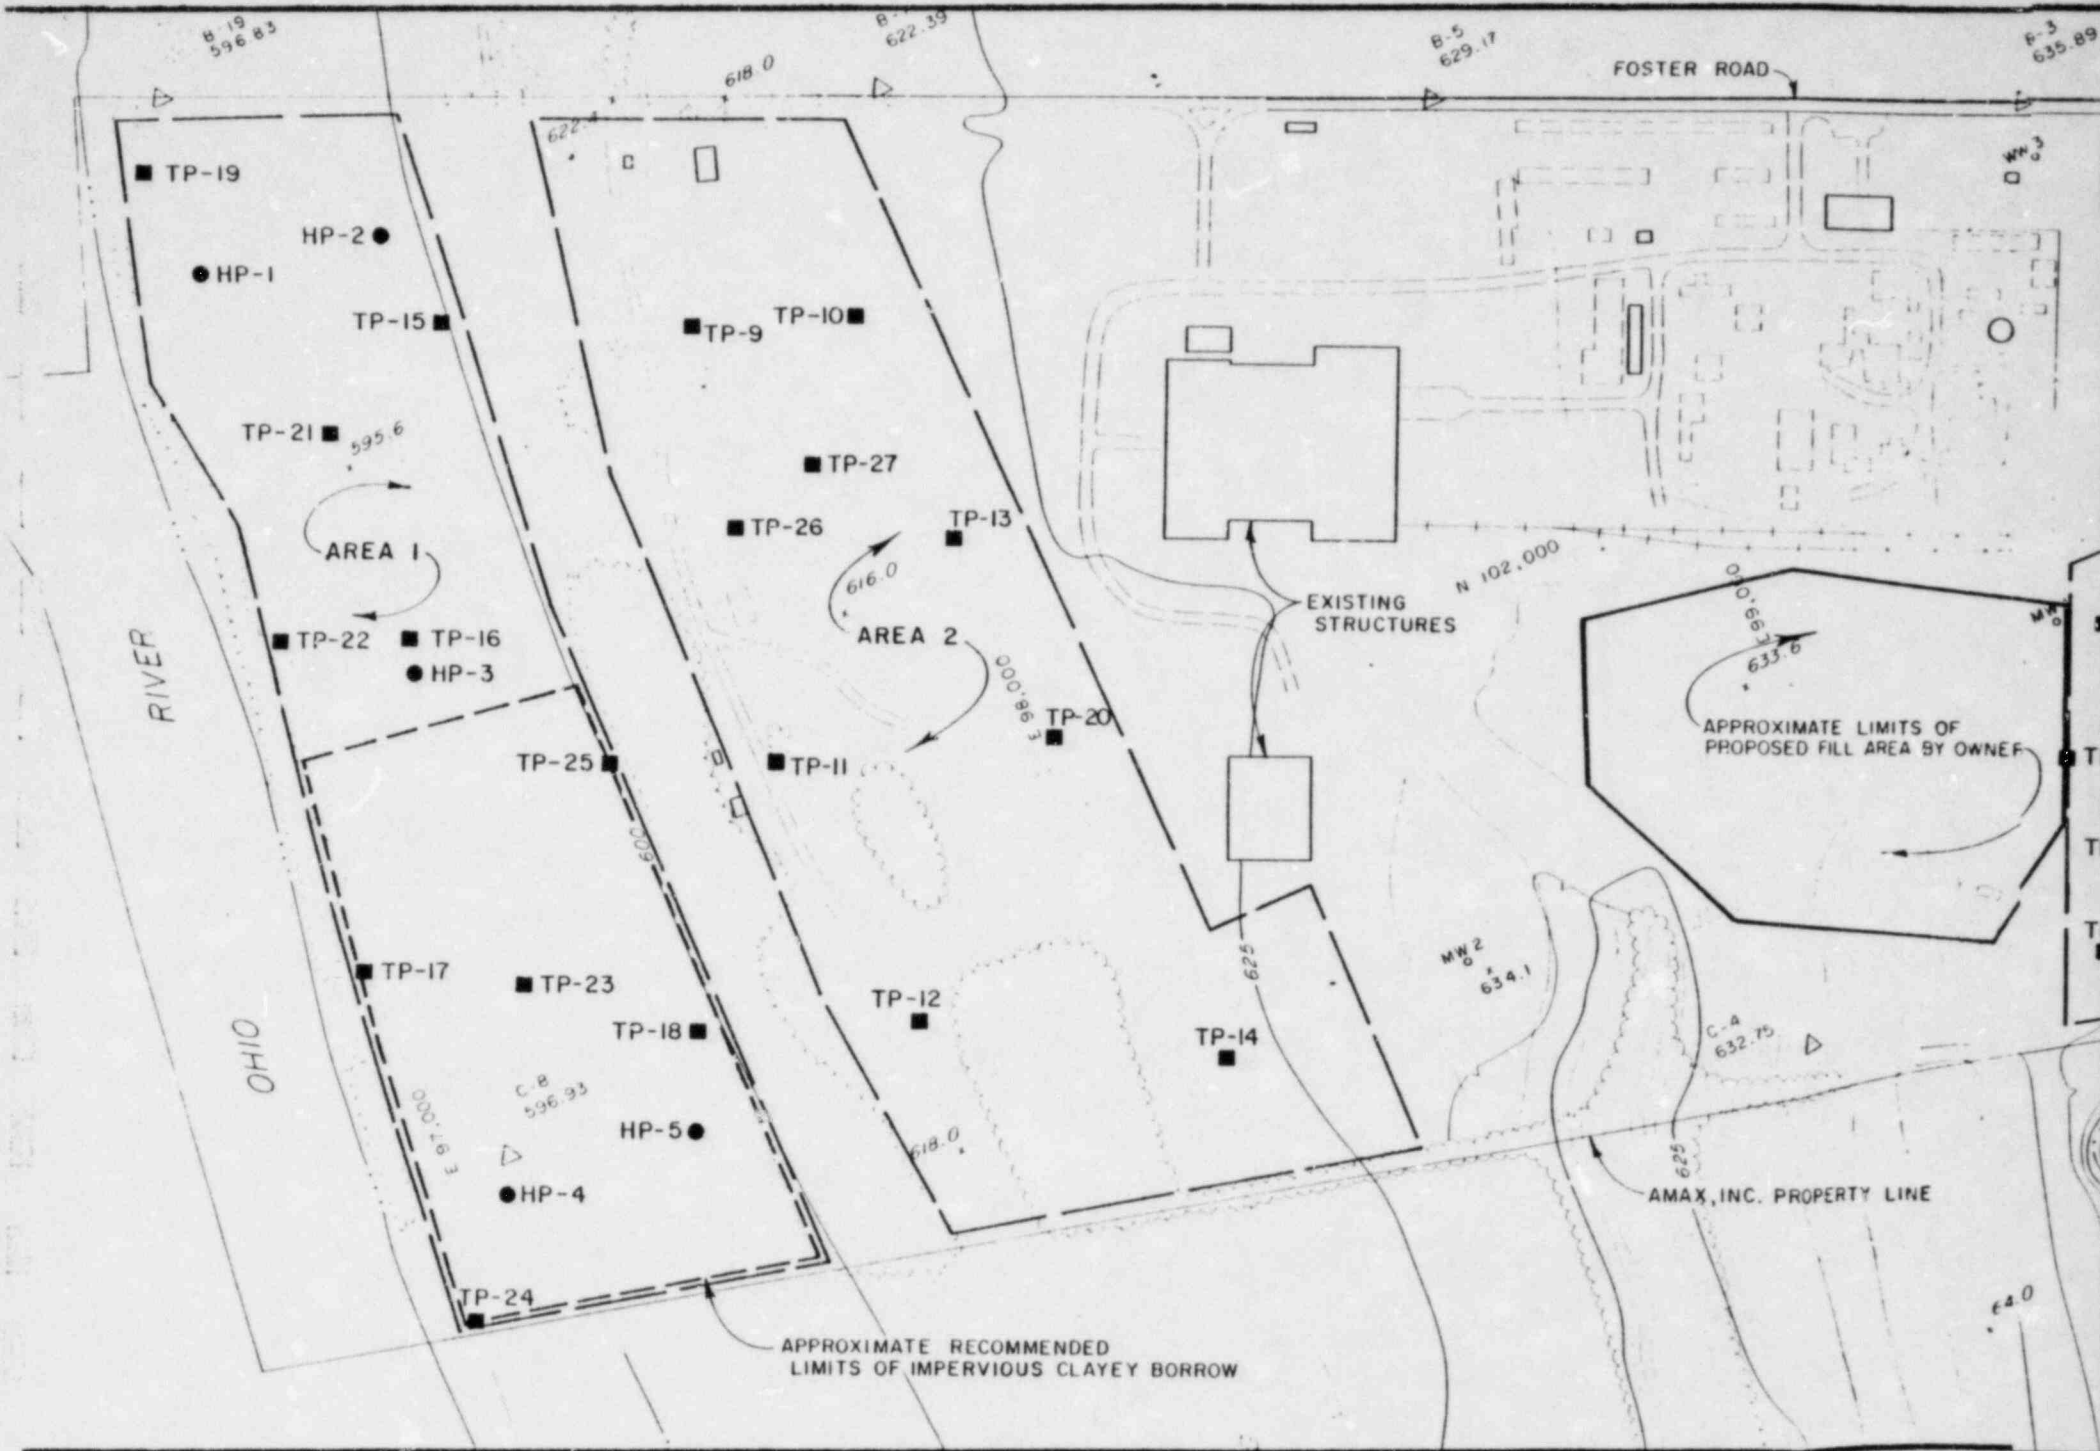 B-19
596.83
622.39
B-5
629.17
B-3
635.89
618.0
FOSTER ROAD
622.4
TP-19
HP-2
HP-1
WW 3
TP-15
TP-9
TP-10
TP-21
595.6
TP-27
TP-26
TP-13
AREA 1
616.0
AREA 2
N 102,000
EXISTING
STRUCTURES
TP-22
TP-16
HP-3
RIVER
E 98,000
TP-20
633.6
MW
APPROXIMATE LIMITS OF
PROPOSED FILL AREA BY OWNER
TP-25
TP-11
600
TP-17
TP-23
TP-18
TP-12
TP-14
625
MW 2
634.1
C-4
632.75
OHIO
E 97,000
C-8
596.93
HP-5
HP-4
618.0
625
AMAX, INC. PROPERTY LINE
TP-24
APPROXIMATE RECOMMENDED
LIMITS OF IMPERVIOUS CLAYEY BORROW